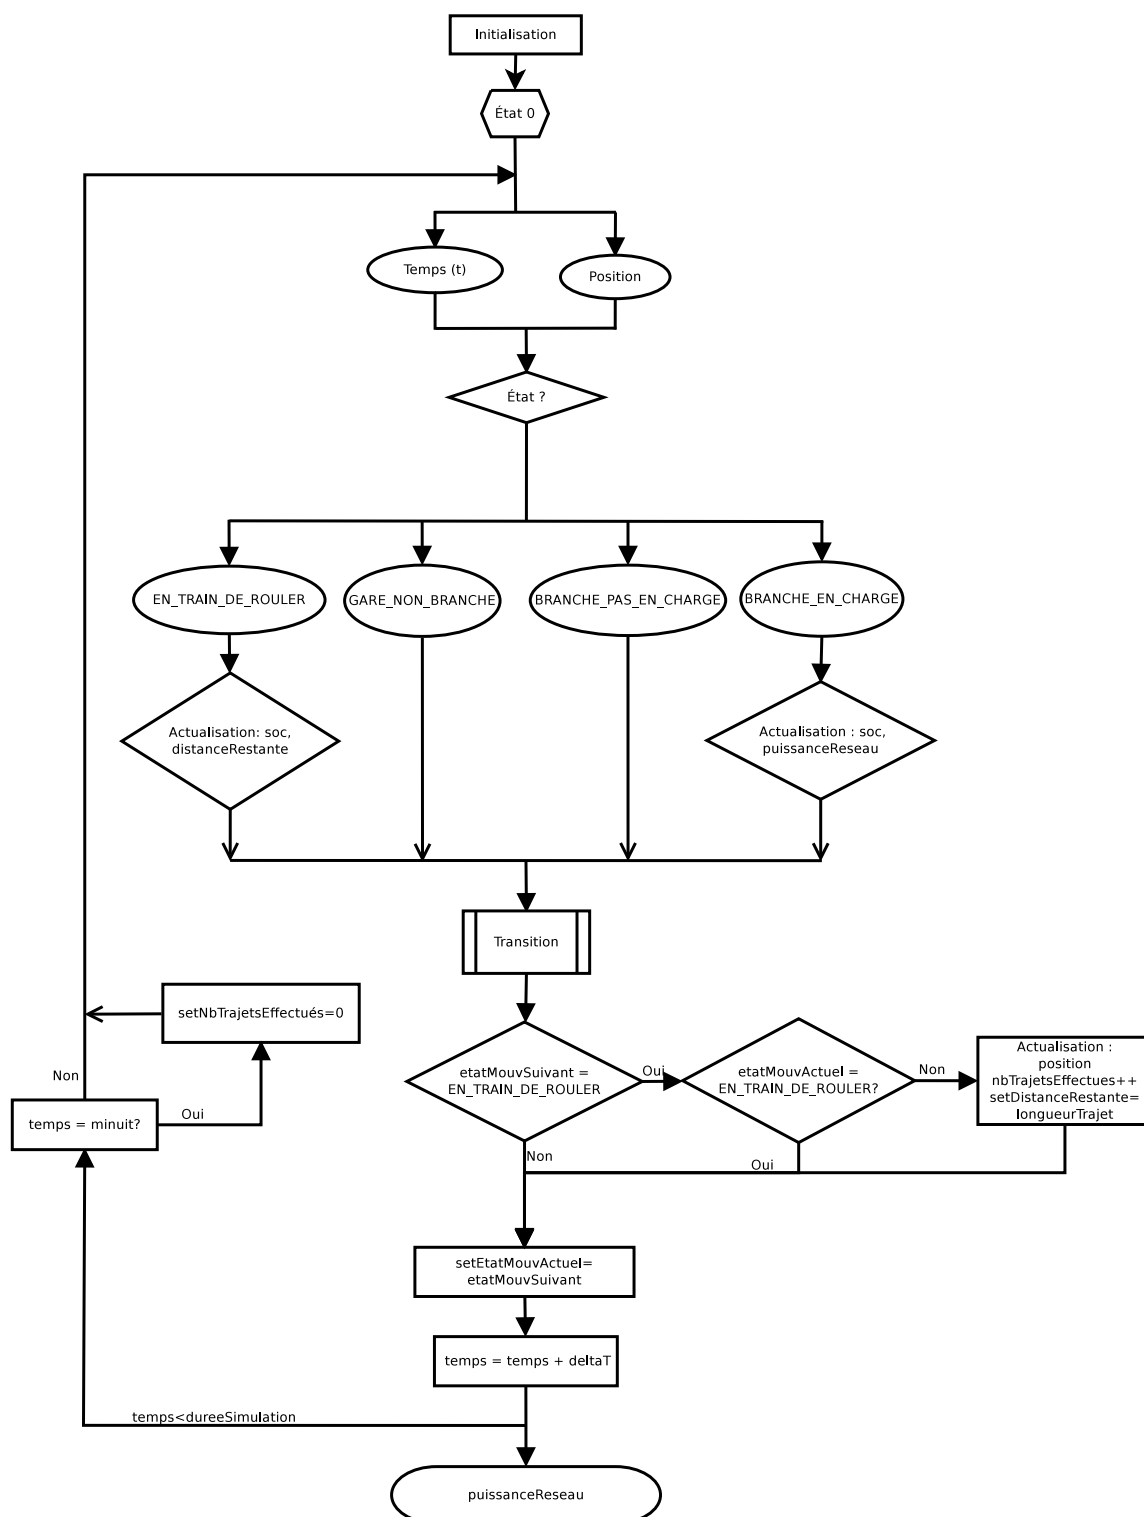 Initialisation
État 0
Temps (t)
Position
État ?
EN_TRAIN_DE_ROULER
GARE_NON_BRANCHE
BRANCHE_PAS_EN_CHARGE
BRANCHE_EN_CHARGE
Actualisation: soc,
distanceRestante
Actualisation : soc,
puissanceReseau
Transition
setNbTrajetsEffectués=0
Non
temps = minuit?
Oui
etatMouvSuivant =
EN_TRAIN_DE_ROULER
Oui
etatMouvActuel =
EN_TRAIN_DE_ROULER?
Non
Actualisation :
position
nbTrajetsEffectues++
setDistanceRestante=
longueurTrajet
Non
Oui
setEtatMouvActuel=
etatMouvSuivant
temps = temps + deltaT
temps<dureeSimulation
puissanceReseau